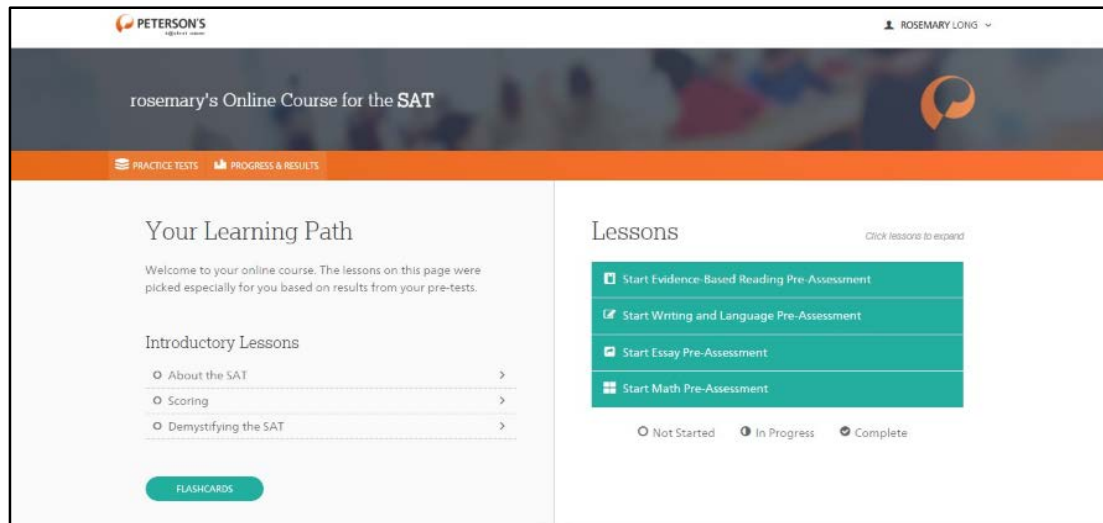 PETERSON'S
ROSEMARY LONG
rosemary's Online Course for the SAT
PRACTICE TESTS
PROGRESS & RESULTS
Your Learning Path
Welcome to your online course. The lessons on this page were
picked especially for you based on results from your pre-tests.
Introductory Lessons
About the SAT
Scoring
Demystifying the SAT
FLASHCARDS
Lessons
Click lessons to expand
Start Evidence-Based Reading Pre-Assessment
Start Writing and Language Pre-Assessment
Start Essay Pre-Assessment
Start Math Pre-Assessment
Not Started
In Progress
Complete